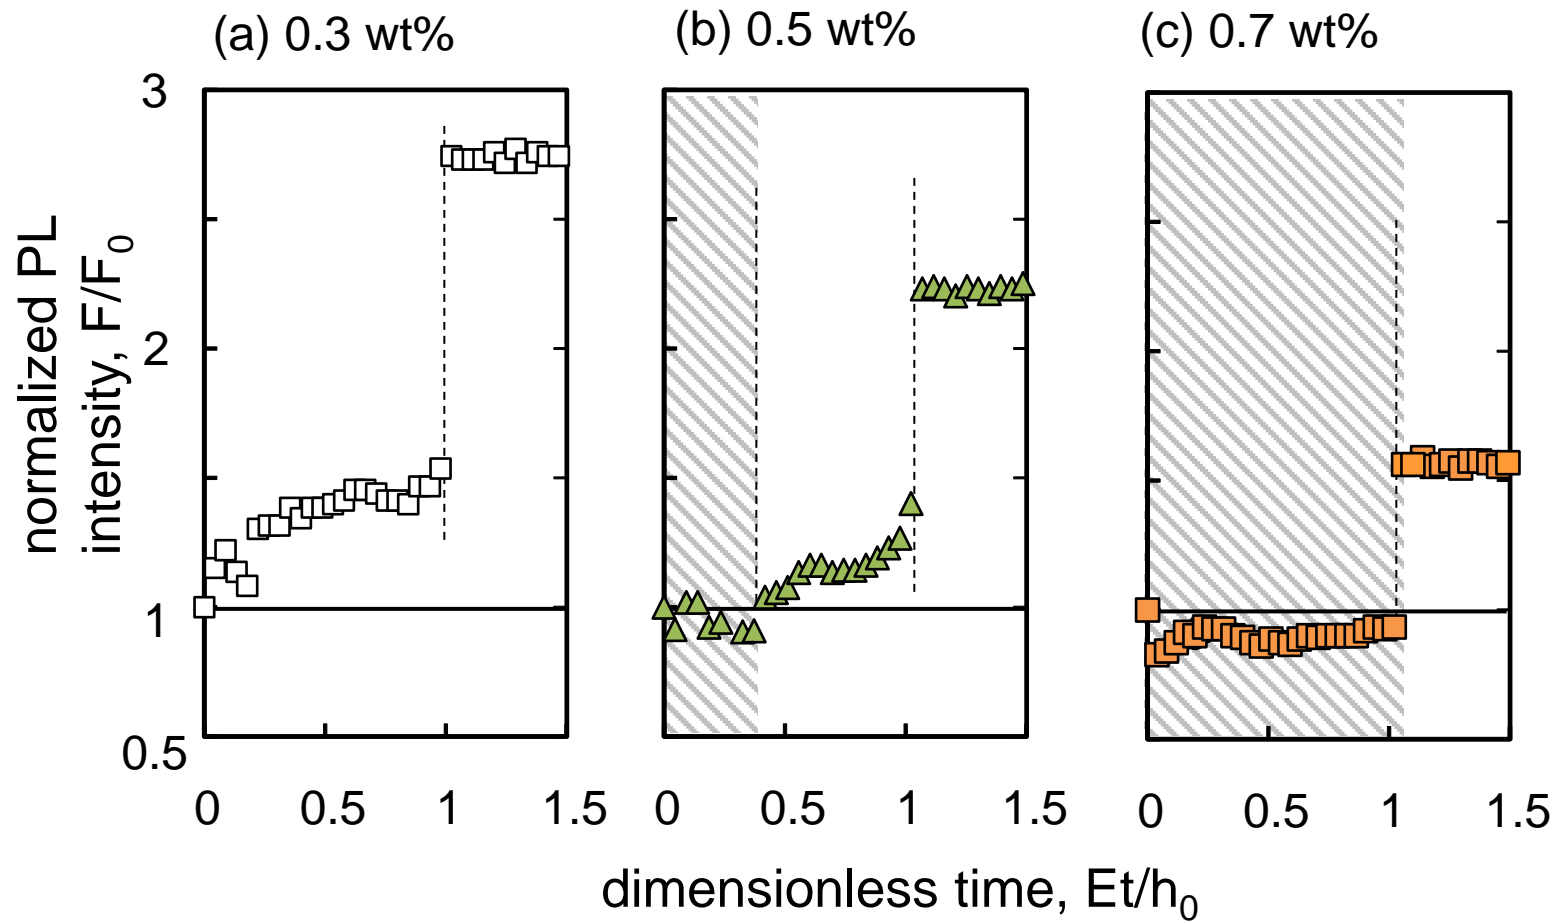 (a) 0.3 wt%
(b) 0.5 wt%
(c) 0.7 wt%
normalized PL
intensity, F/F₀
3
2
1
0.5
0 0.5 1 1.5
0 0.5 1 1.5
0 0.5 1 1.5
dimensionless time, Et/h₀